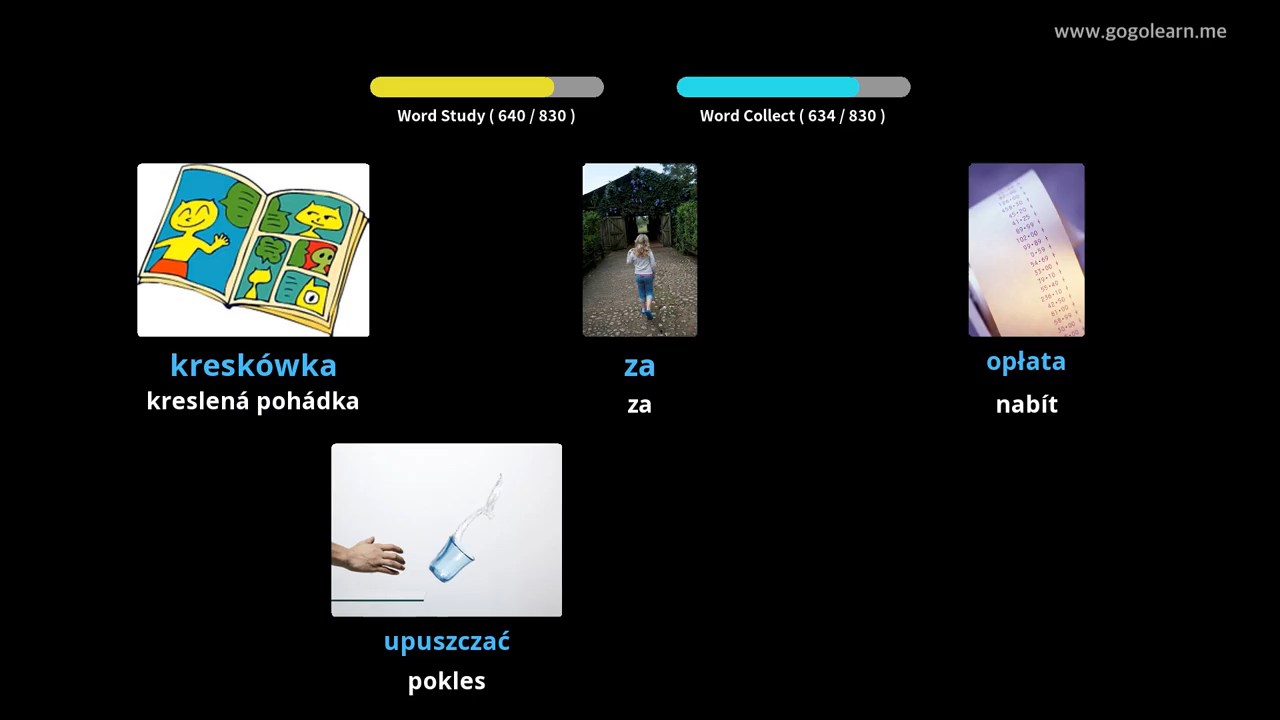 www.gogolearn.me
Word Study ( 640 / 830 )
Word Collect ( 634 / 830 )
kreskówka
kreslená pohádka
za
za
opłata
nabít
upuszczać
pokles